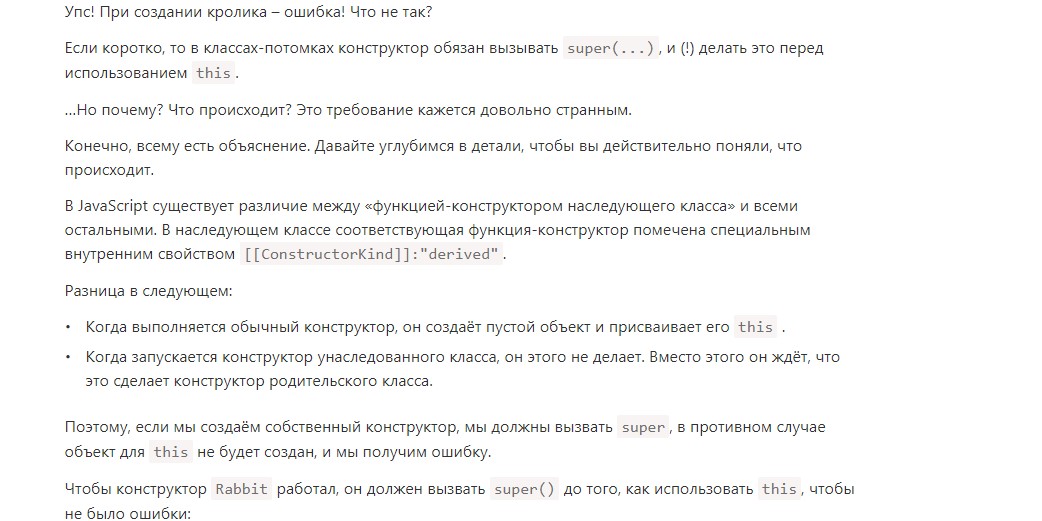 Упс! При создании кролика – ошибка! Что не так?
Если коротко, то в классах-потомках конструктор обязан вызывать super(...), и (!) делать это перед
использованием this.
…Но почему? Что происходит? Это требование кажется довольно странным.
Конечно, всему есть объяснение. Давайте углубимся в детали, чтобы вы действительно поняли, что
происходит.
В JavaScript существует различие между «функцией-конструктором наследующего класса» и всеми
остальными. В наследующем классе соответствующая функция-конструктор помечена специальным
внутренним свойством [[ConstructorKind]]:"derived".
Разница в следующем:
• Когда выполняется обычный конструктор, он создаёт пустой объект и присваивает его this .
• Когда запускается конструктор унаследованного класса, он этого не делает. Вместо этого он ждёт, что
это сделает конструктор родительского класса.
Поэтому, если мы создаём собственный конструктор, мы должны вызвать super, в противном случае
объект для this не будет создан, и мы получим ошибку.
Чтобы конструктор Rabbit работал, он должен вызвать super() до того, как использовать this, чтобы
не было ошибки: